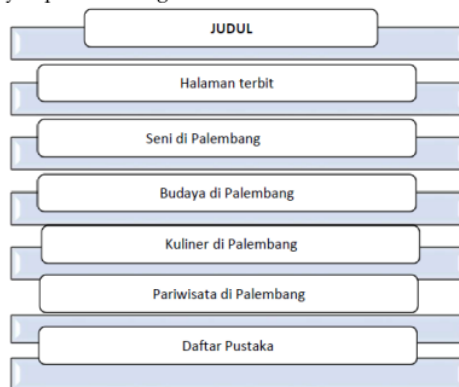 JUDUL
Halaman terbit
Seni di Palembang
Budaya di Palembang
Kuliner di Palembang
Pariwisata di Palembang
Daftar Pustaka